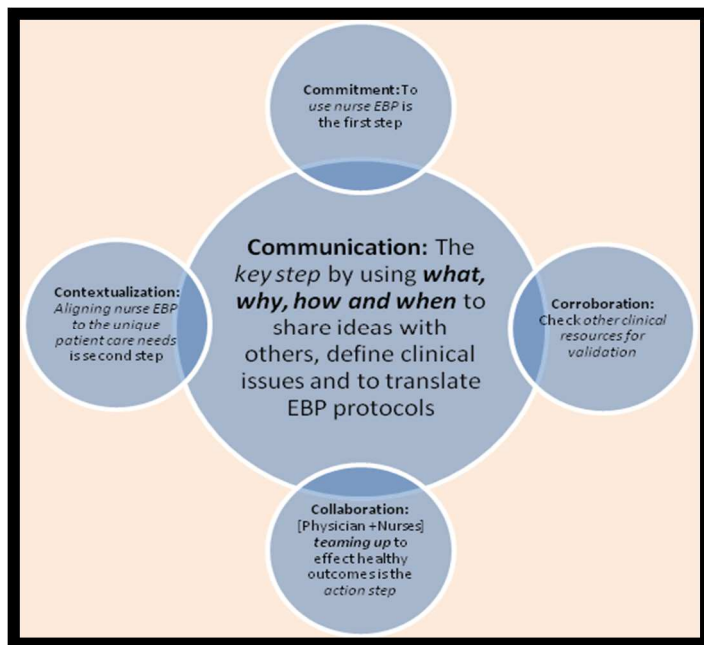 Commitment: To
use nurse EBP is
the first step
Communication: The
key step by using what,
why, how and when to
share ideas with
others, define clinical
issues and to translate
EBP protocols
Contextualization:
Aligning nurse EBP
to the unique
patient care needs
is second step
Corroboration:
Check other clinical
resources for
validation
Collaboration:
[Physician +Nurses]
teaming up to
effect healthy
outcomes is the
action step